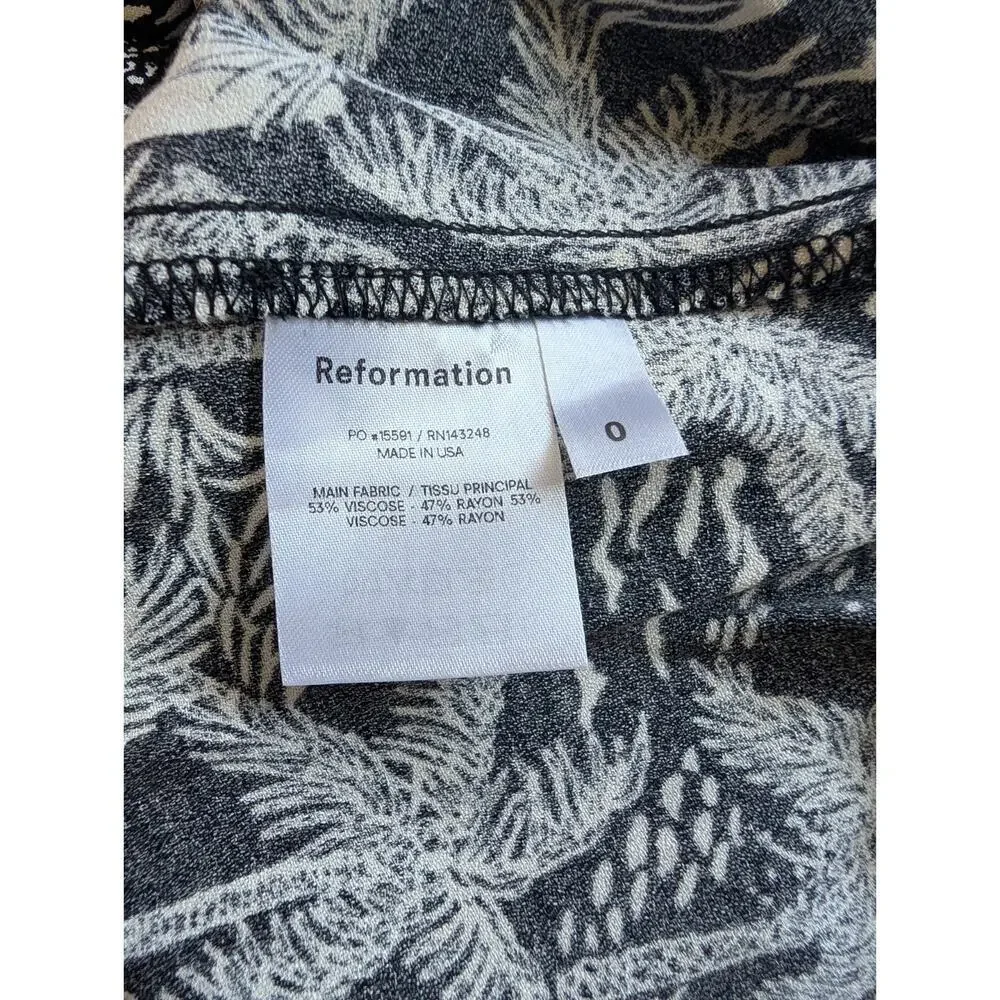 Reformation
PO #15591 / RN143248
MADE IN USA
MAIN FABRIC / TISSU PRINCIPAL
53% VISCOSE - 47% RAYON 53%
VISCOSE - 47% RAYON
0